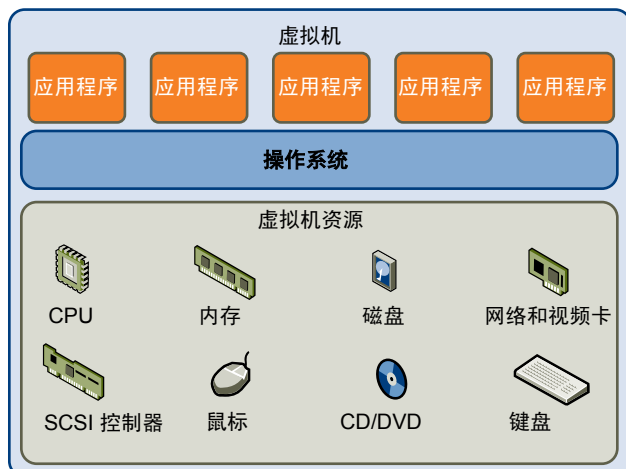 虚拟机
应用程序 应用程序 应用程序 应用程序 应用程序
操作系统
虚拟机资源
CPU 内存 磁盘 网络和视频卡
SCSI 控制器 鼠标 CD/DVD 键盘